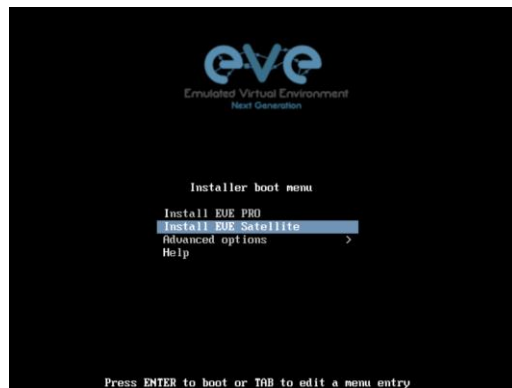 eve
Emulated Virtual Environment
Next Generation
Installer boot menu
Install EVE PRO
Install EVE Satellite
Advanced options >
Help
Press ENTER to boot or TAB to edit a menu entry